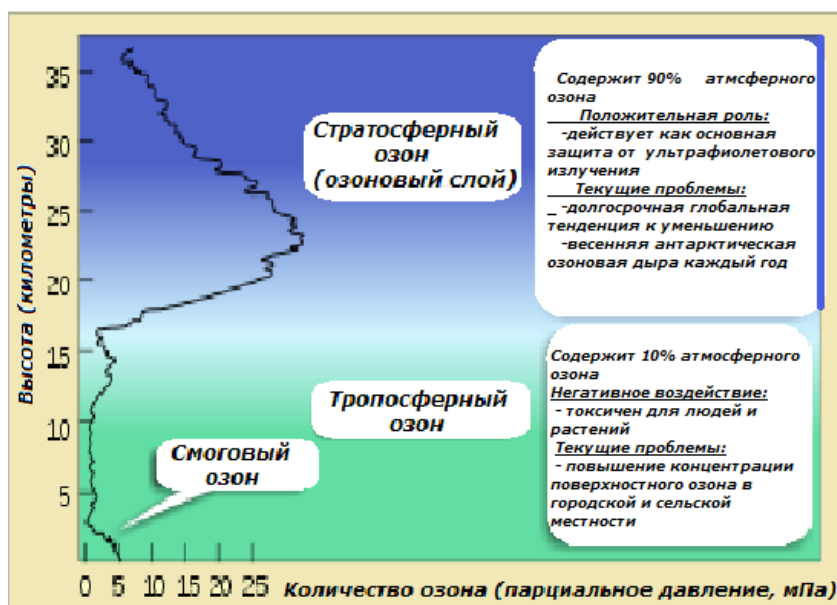 Высота (километры)
35
30
25
20
15
10
5
0 5 10 15 20 25
Количество озона (парциальное давление, мПа)
Стратосферный
озон
(озоновый слой)
Тропосферный
озон
Смоговый
озон
Содержит 90% атмсферного
озона
Положительная роль:
-действует как основная
защита от ультрафиолетового
излучения
Текущие проблемы:
-долгосрочная глобальная
тенденция к уменьшению
-весенняя антарктическая
озоновая дыра каждый год
Содержит 10% атмосферного
озона
Негативное воздействие:
- токсичен для людей и
растений
Текущие проблемы:
- повышение концентрации
поверхностного озона в
городской и сельской
местности